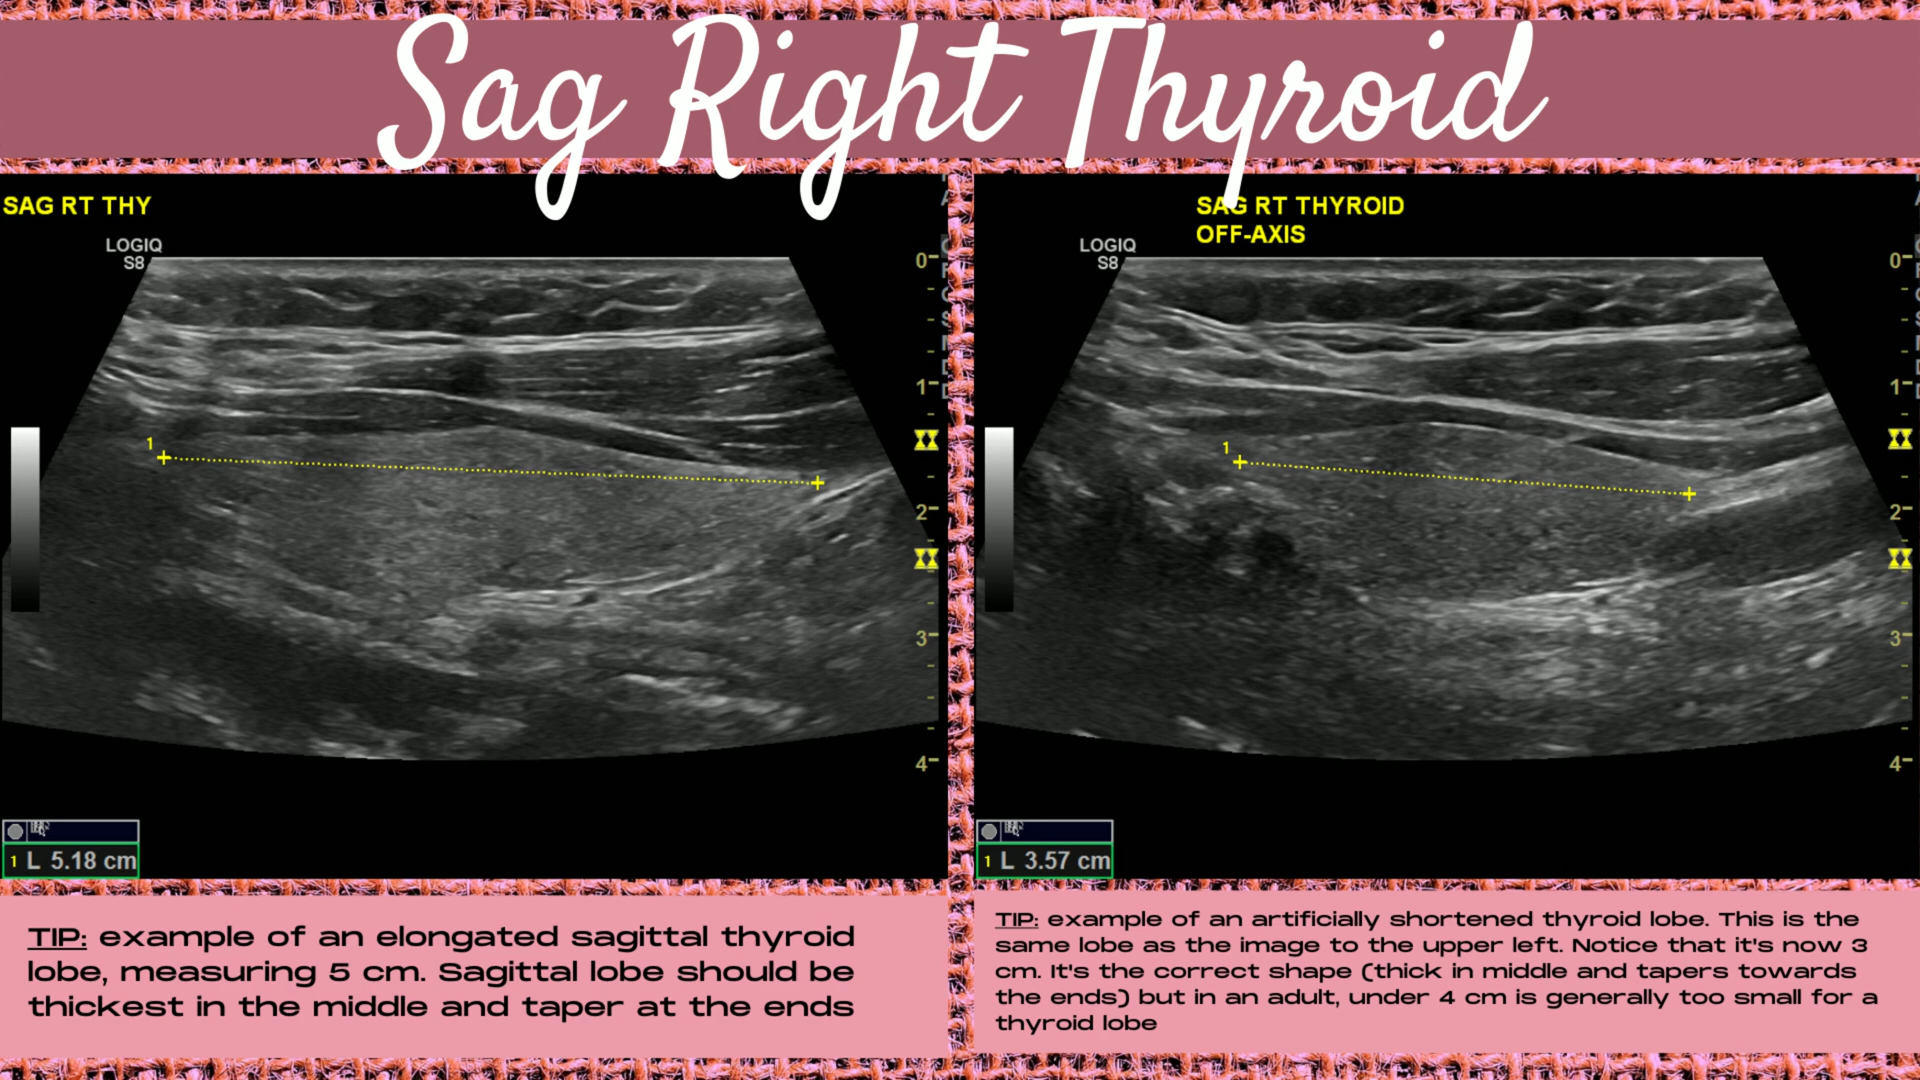 Sag Right Thyroid
SAG RT THY
LOGIQ
S8
0
1
2
3
4
1
1 L 5.18 cm
SAG RT THYROID
OFF-AXIS
LOGIQ
S8
0
1
2
3
4
1
1 L 3.57 cm
TIP: example of an elongated sagittal thyroid
lobe, measuring 5 cm. Sagittal lobe should be
thickest in the middle and taper at the ends
TIP: example of an artificially shortened thyroid lobe. This is the
same lobe as the image to the upper left. Notice that it's now 3
cm. It's the correct shape (thick in middle and tapers towards
the ends) but in an adult, under 4 cm is generally too small for a
thyroid lobe